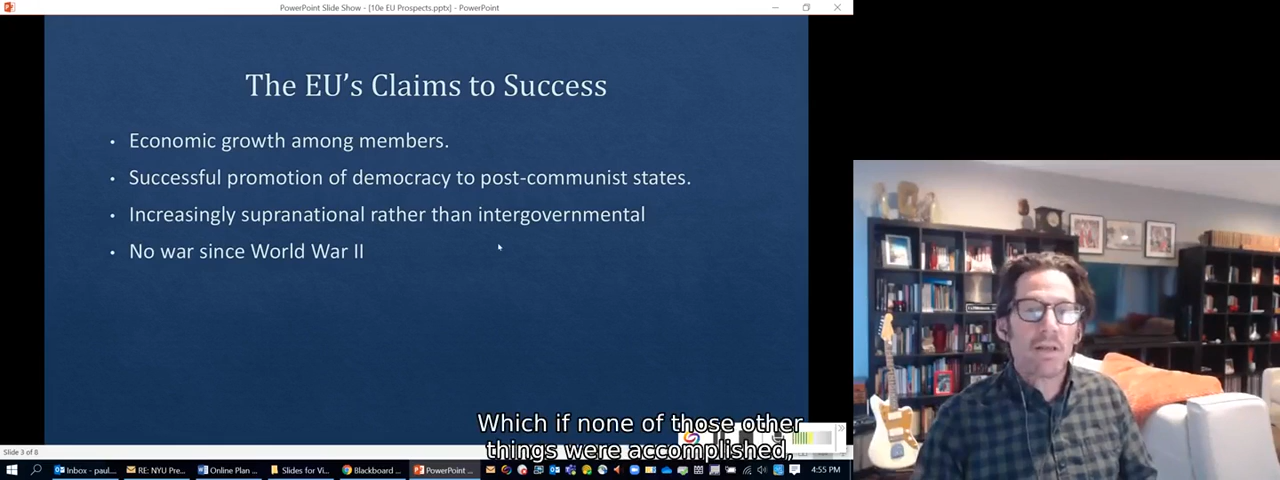 PowerPoint Slide Show - [10e EU Prospects.pptx] - PowerPoint
The EU's Claims to Success
• Economic growth among members.
• Successful promotion of democracy to post-communist states.
• Increasingly supranational rather than intergovernmental
• No war since World War II
Which if none of those other
things were accomplished,
Slide 3 of 8
Inbox - paul... RE: NYU Pre... Online Plan ... Slides for Vi... Blackboard ... PowerPoint ... 4:55 PM